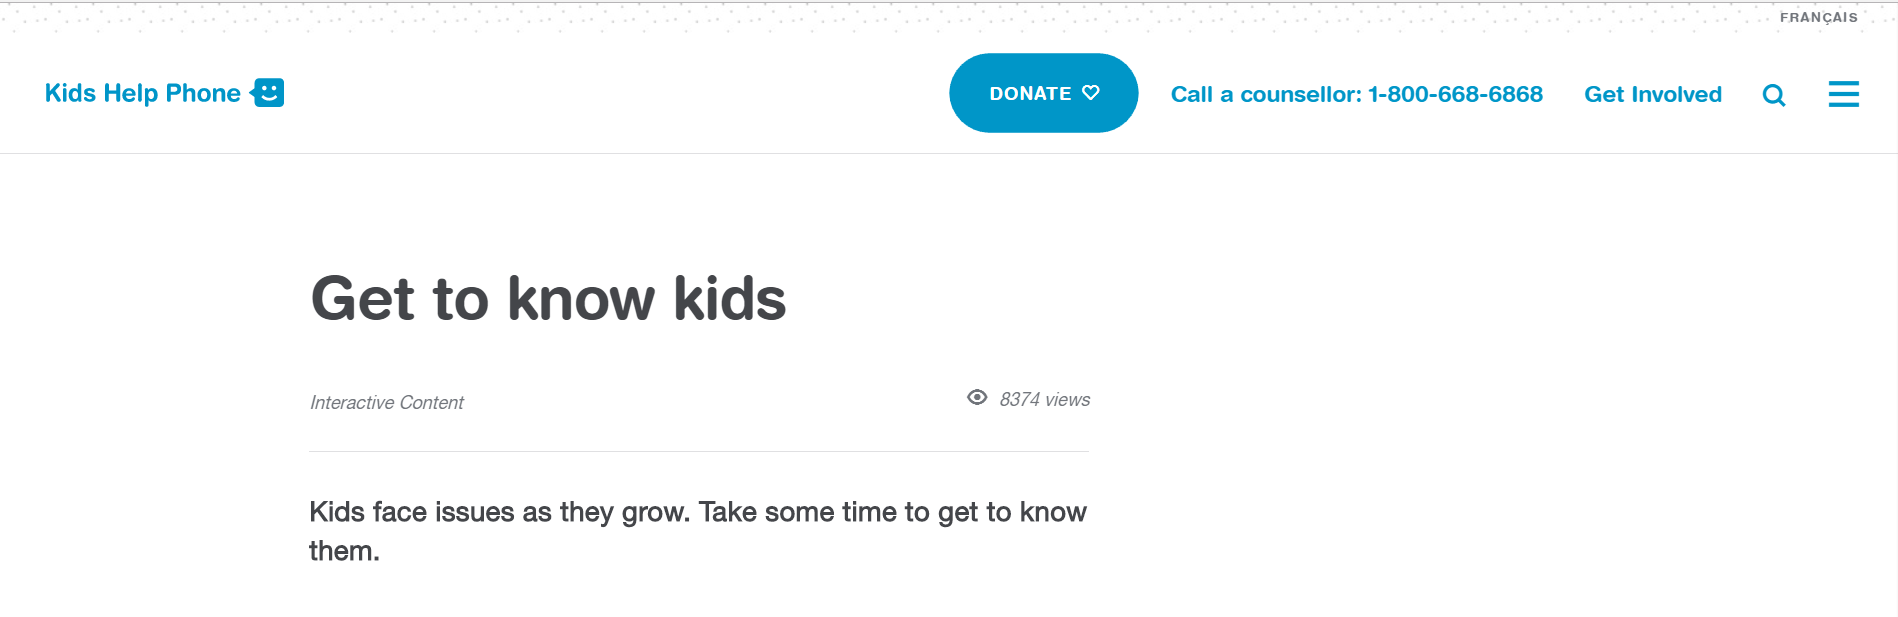 FRANÇAIS
Kids Help Phone
DONATE
Call a counsellor: 1-800-668-6868
Get Involved
Get to know kids
Interactive Content
8374 views
Kids face issues as they grow. Take some time to get to know
them.